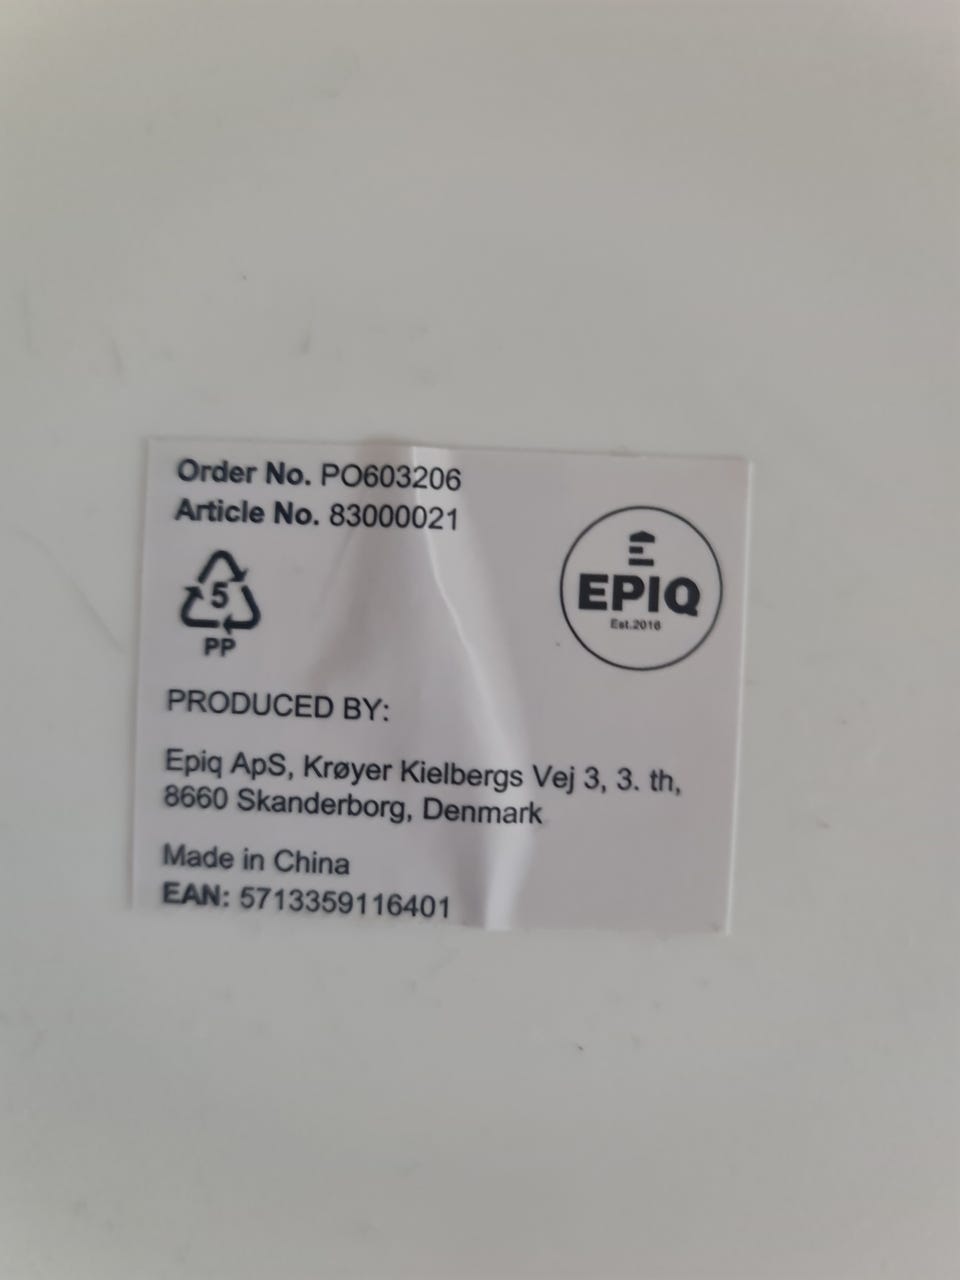 Order No. PO603206
Article No. 83000021
5
PP
EPIQ
Est.2016
PRODUCED BY:
Epiq ApS, Krøyer Kielbergs Vej 3, 3. th,
8660 Skanderborg, Denmark
Made in China
EAN: 5713359116401